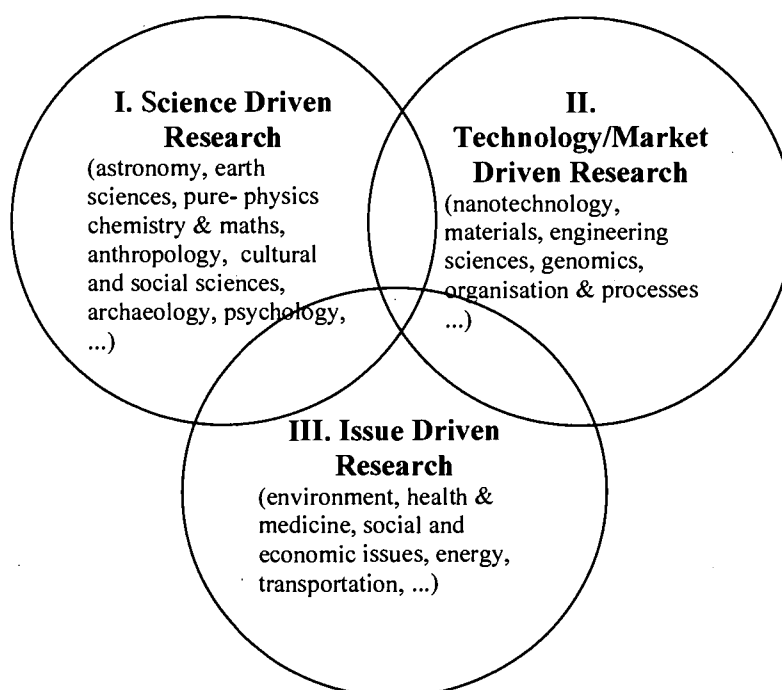 I. Science Driven
Research
(astronomy, earth
sciences, pure- physics
chemistry & maths,
anthropology, cultural
and social sciences,
archaeology, psychology,
...)
II.
Technology/Market
Driven Research
(nanotechnology,
materials, engineering
sciences, genomics,
organisation & processes
...)
III. Issue Driven
Research
(environment, health &
medicine, social and
economic issues, energy,
transportation, ...)